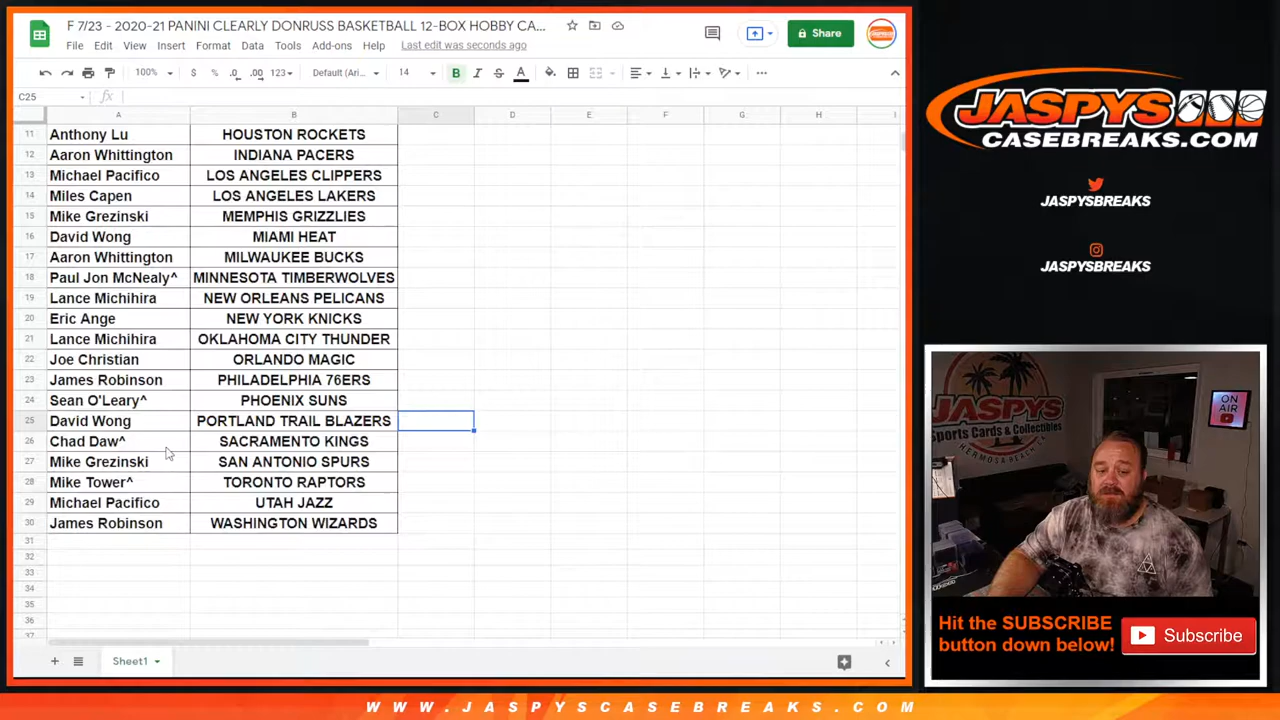 F 7/23 - 2020-21 PANINI CLEARLY DONRUSS BASKETBALL 12-BOX HOBBY CA...
File Edit View Insert Format Data Tools Add-ons Help Last edit was seconds ago
Share
100% $ % .0 .00 123 Default (Ari... 14 B I S A
C25 fx
A B C D E F G H I
11 Anthony Lu HOUSTON ROCKETS
12 Aaron Whittington INDIANA PACERS
13 Michael Pacifico LOS ANGELES CLIPPERS
14 Miles Capen LOS ANGELES LAKERS
15 Mike Grezinski MEMPHIS GRIZZLIES
16 David Wong MIAMI HEAT
17 Aaron Whittington MILWAUKEE BUCKS
18 Paul Jon McNealy^ MINNESOTA TIMBERWOLVES
19 Lance Michihira NEW ORLEANS PELICANS
20 Eric Ange NEW YORK KNICKS
21 Lance Michihira OKLAHOMA CITY THUNDER
22 Joe Christian ORLANDO MAGIC
23 James Robinson PHILADELPHIA 76ERS
24 Sean O'Leary^ PHOENIX SUNS
25 David Wong PORTLAND TRAIL BLAZERS
26 Chad Daw^ SACRAMENTO KINGS
27 Mike Grezinski SAN ANTONIO SPURS
28 Mike Tower^ TORONTO RAPTORS
29 Michael Pacifico UTAH JAZZ
30 James Robinson WASHINGTON WIZARDS
31
32
33
34
35
36
37
Sheet1
JASPYS
CASEBREAKS.COM
JASPYSBREAKS
JASPYSBREAKS
JASPYS
Sports Cards & Collectibles
HERMOSA BEACH
ON AIR
Hit the SUBSCRIBE
button down below!
Subscribe
WWW.JASPYSCASEBREAKS.COM